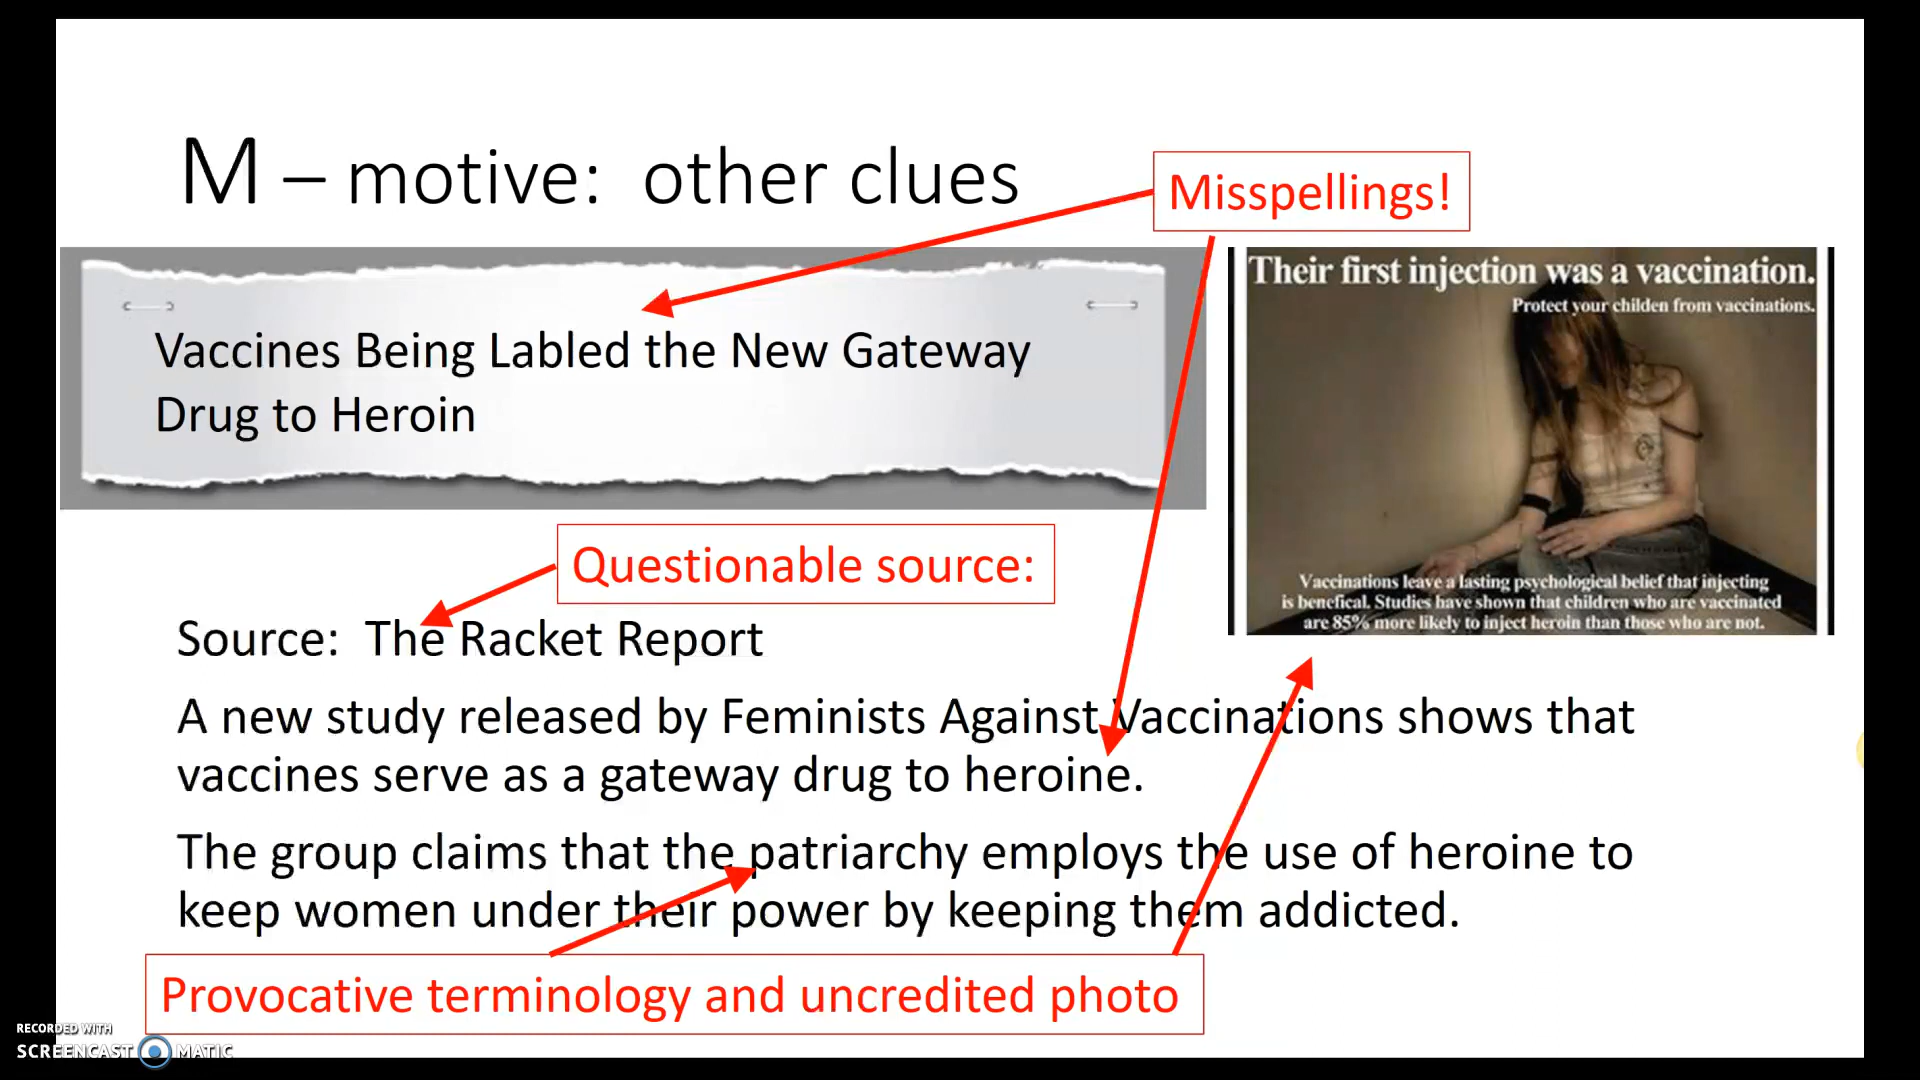 M – motive: other clues
Misspellings!
Vaccines Being Labled the New Gateway
Drug to Heroin
Their first injection was a vaccination.
Protect your childen from vaccinations.
Vaccinations leave a lasting psychological belief that injecting
is benefical. Studies have shown that children who are vaccinated
are 85% more likely to inject heroin than those who are not.
Questionable source:
Source: The Racket Report
A new study released by Feminists Against Vaccinations shows that
vaccines serve as a gateway drug to heroine.
The group claims that the patriarchy employs the use of heroine to
keep women under their power by keeping them addicted.
Provocative terminology and uncredited photo
RECORDED WITH
SCREENCAST MATIC